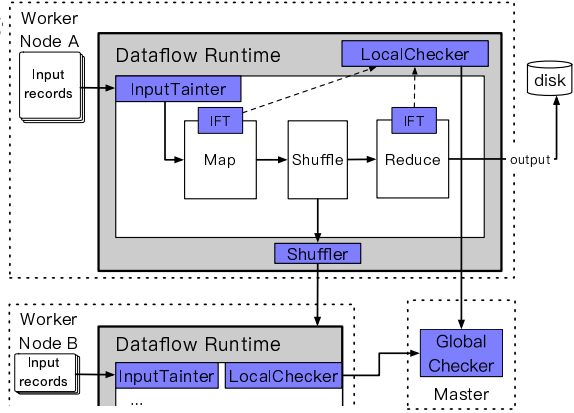 Worker
Node A
Input
records
Dataflow Runtime
LocalChecker
InputTainter
IFT
IFT
Map
Shuffle
Reduce
output
disk
Shuffler
Worker
Node B
Input
records
Dataflow Runtime
InputTainter
LocalChecker
...
Global
Checker
Master